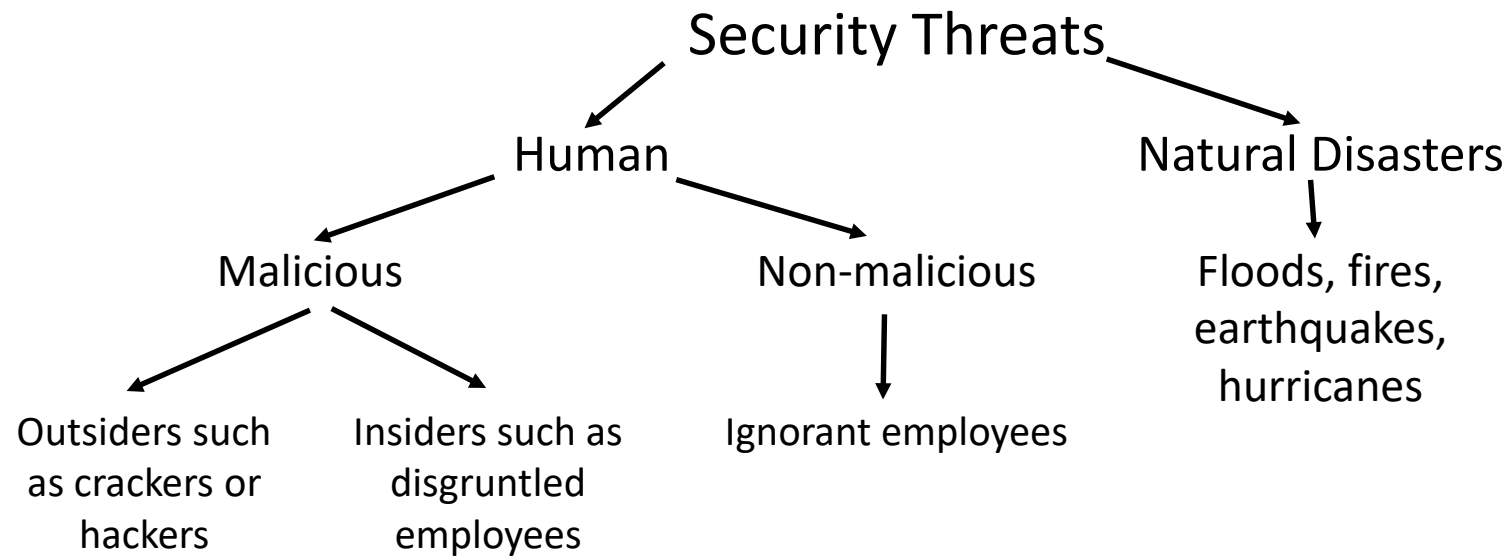 Security Threats
Human
Natural Disasters
Malicious
Non-malicious
Floods, fires,
earthquakes,
hurricanes
Outsiders such
as crackers or
hackers
Insiders such as
disgruntled
employees
Ignorant employees